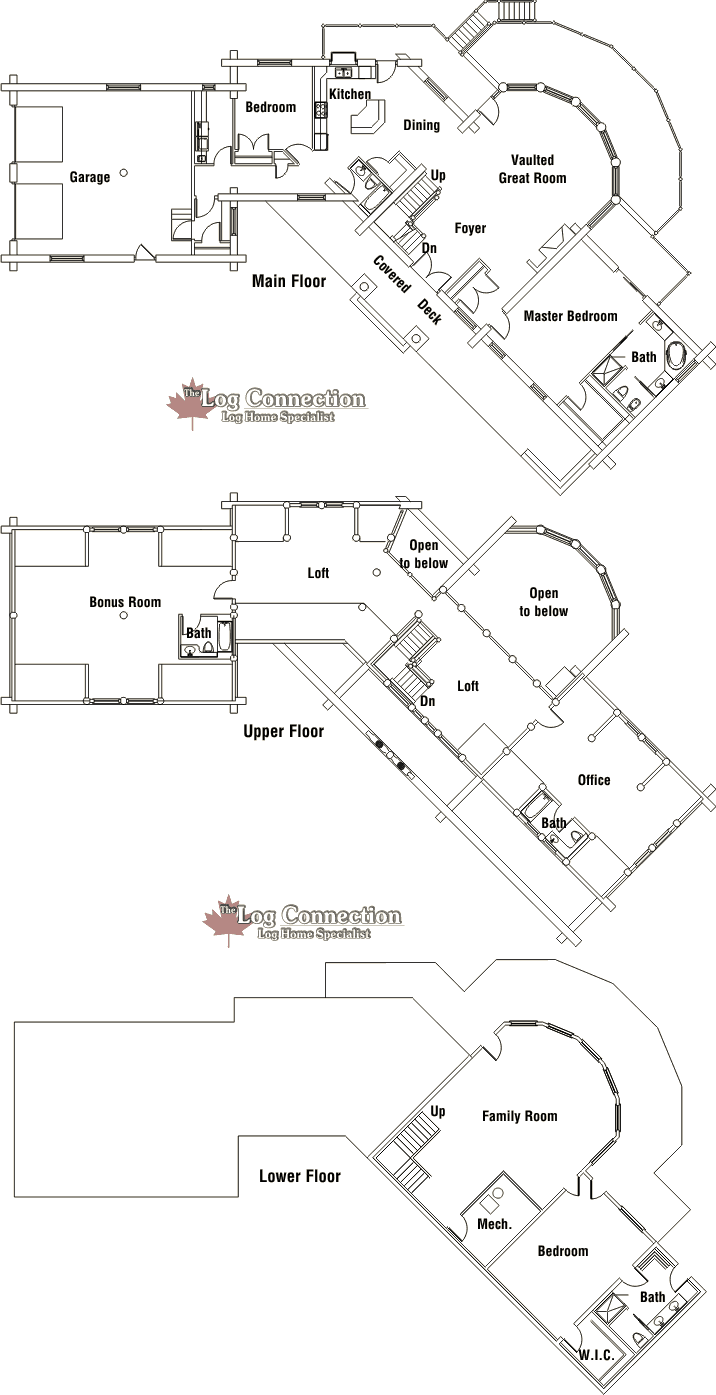 Kitchen
Bedroom
Dining
Vaulted
Great Room
Garage
Up
Foyer
Dn
Main Floor
Covered
Deck
Master Bedroom
Bath
The Log Connection
Log Home Specialist
Open
to below
Loft
Open
to below
Bonus Room
Bath
Loft
Dn
Upper Floor
Office
Bath
The Log Connection
Log Home Specialist
Up
Family Room
Lower Floor
Mech.
Bedroom
Bath
W.I.C.